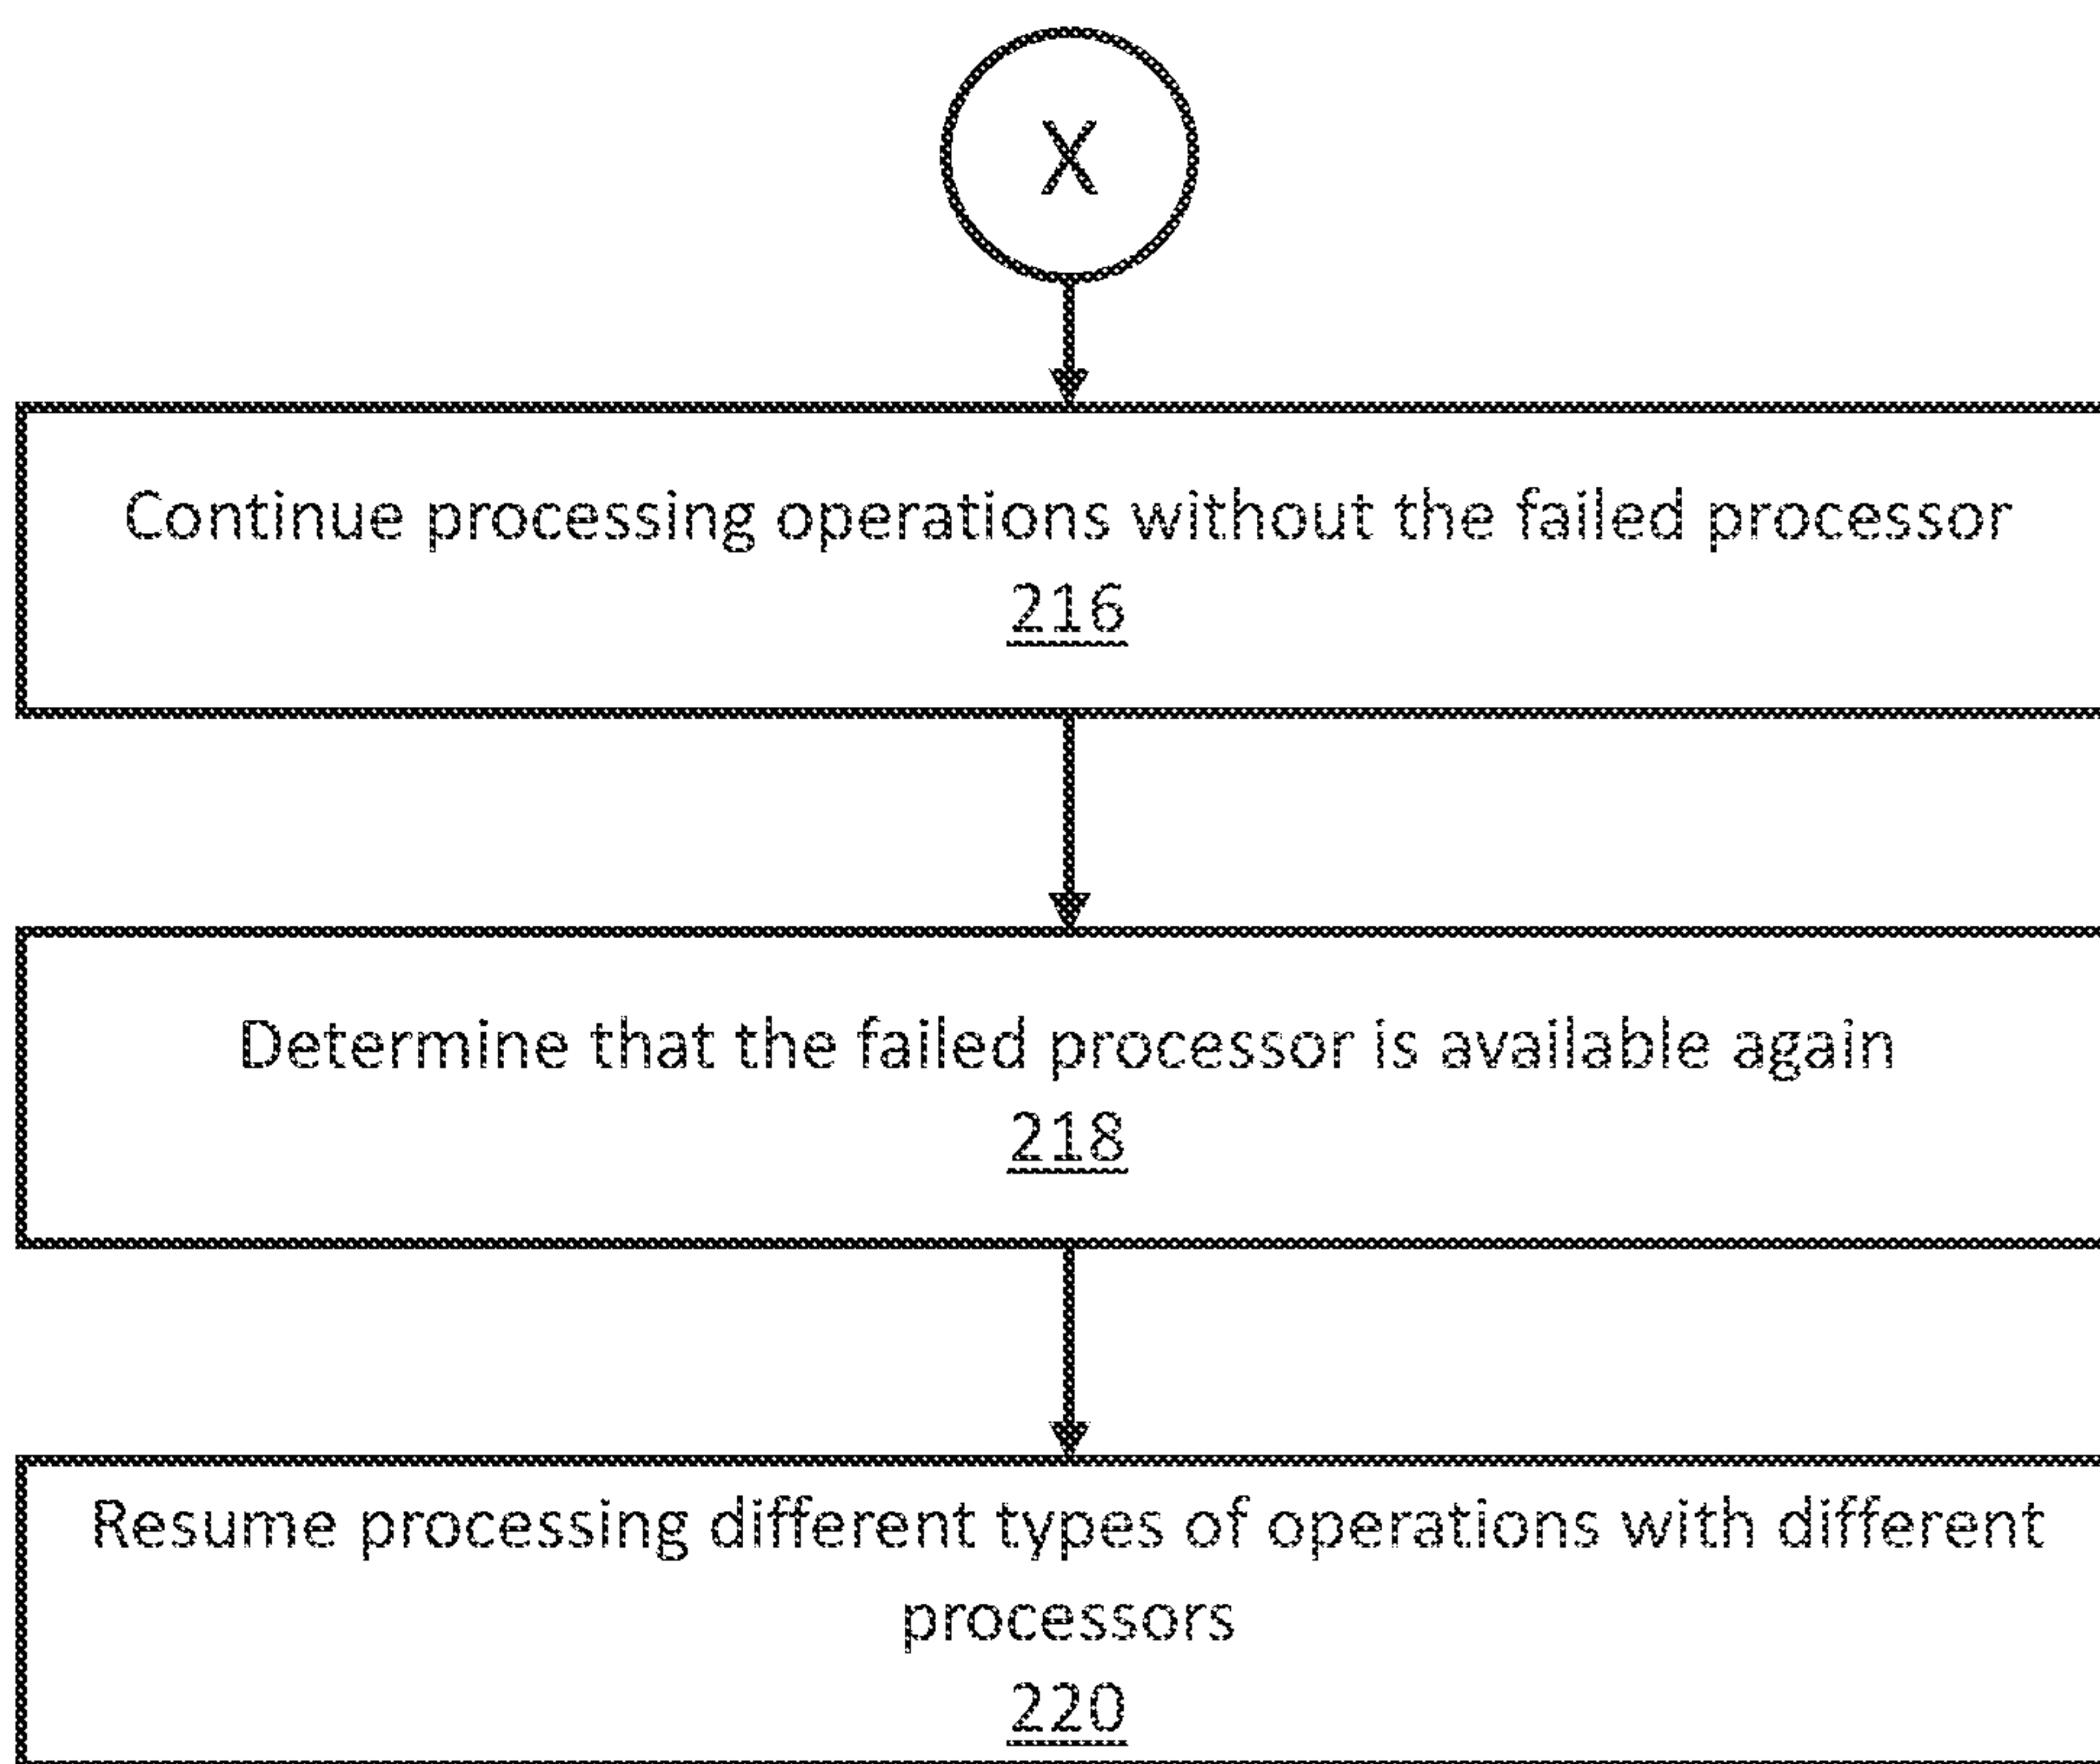 X
Continue processing operations without the failed processor
216
Determine that the failed processor is available again
218
Resume processing different types of operations with different
processors
220